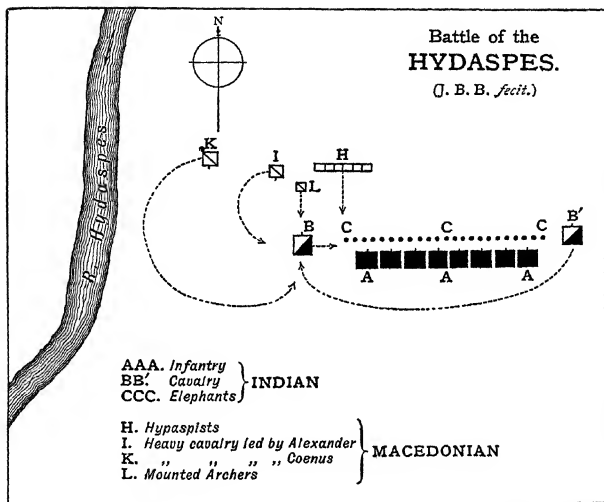 Battle of the
HYDASPES.
(J. B. B. fecit.)
N
R. Hydaspes
K
I
H
L
B
C C C
B'
A A A
AAA. Infantry
BB'. Cavalry
CCC. Elephants
INDIAN
H. Hypaspists
I. Heavy cavalry led by Alexander
K. „ „ „ „ Coenus
L. Mounted Archers
MACEDONIAN